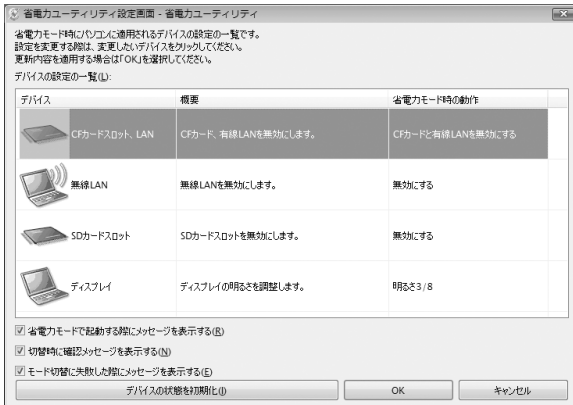 省電力ユーティリティ設定画面 - 省電力ユーティリティ
省電力モード時にパソコンに適用されるデバイスの設定の一覧です。
設定を変更する際は、変更したいデバイスをクリックしてください。
更新内容を適用する場合は「OK」を選択してください。
デバイスの設定の一覧(L):
デバイス 概要 省電力モード時の動作
CFカードスロット、LAN CFカード、有線LANを無効にします。 CFカードと有線LANを無効にする
無線LAN 無線LANを無効にします。 無効にする
SDカードスロット SDカードスロットを無効にします。 無効にする
ディスプレイ ディスプレイの明るさを調整します。 明るさ3/8
省電力モードで起動する際にメッセージを表示する(R)
切替時に確認メッセージを表示する(N)
モード切替に失敗した際にメッセージを表示する(E)
デバイスの状態を初期化(I) OK キャンセル